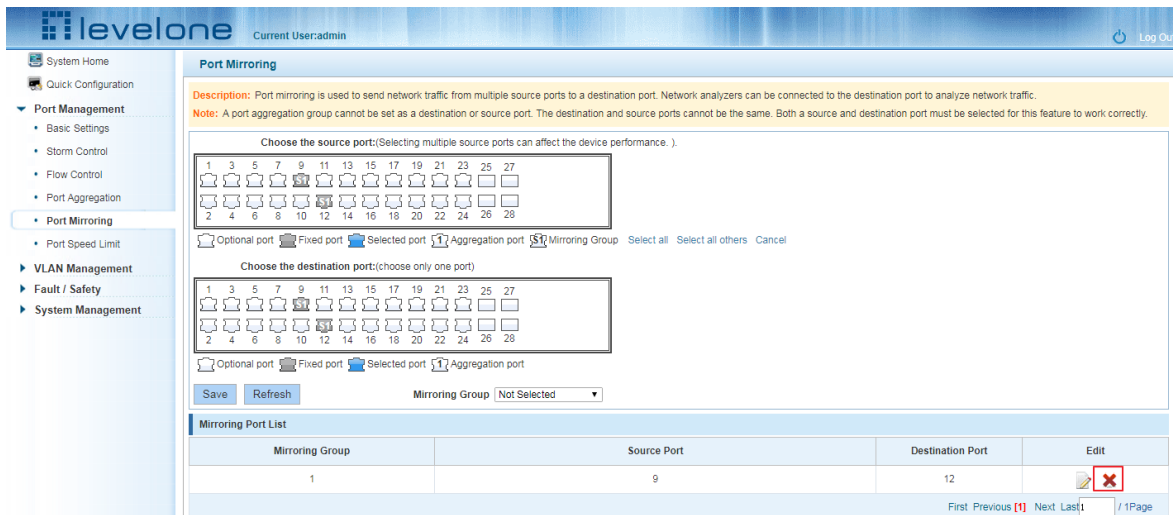 levelone
Current User:admin
Log Ou
System Home
Quick Configuration
Port Management
• Basic Settings
• Storm Control
• Flow Control
• Port Aggregation
• Port Mirroring
• Port Speed Limit
VLAN Management
Fault / Safety
System Management
Port Mirroring
Description: Port mirroring is used to send network traffic from multiple source ports to a destination port. Network analyzers can be connected to the destination port to analyze network traffic.
Note: A port aggregation group cannot be set as a destination or source port. The destination and source ports cannot be the same. Both a source and destination port must be selected for this feature to work correctly.
Choose the source port:(Selecting multiple source ports can affect the device performance. ).
1 3 5 7 9 11 13 15 17 19 21 23 25 27
S1
S1
2 4 6 8 10 12 14 16 18 20 22 24 26 28
Optional port Fixed port Selected port 1 Aggregation port S1 Mirroring Group Select all Select all others Cancel
Choose the destination port:(choose only one port)
1 3 5 7 9 11 13 15 17 19 21 23 25 27
S1
S1
2 4 6 8 10 12 14 16 18 20 22 24 26 28
Optional port Fixed port Selected port 1 Aggregation port
Save Refresh Mirroring Group Not Selected
Mirroring Port List
Mirroring Group Source Port Destination Port Edit
1 9 12
First Previous [1] Next Last 1 / 1Page